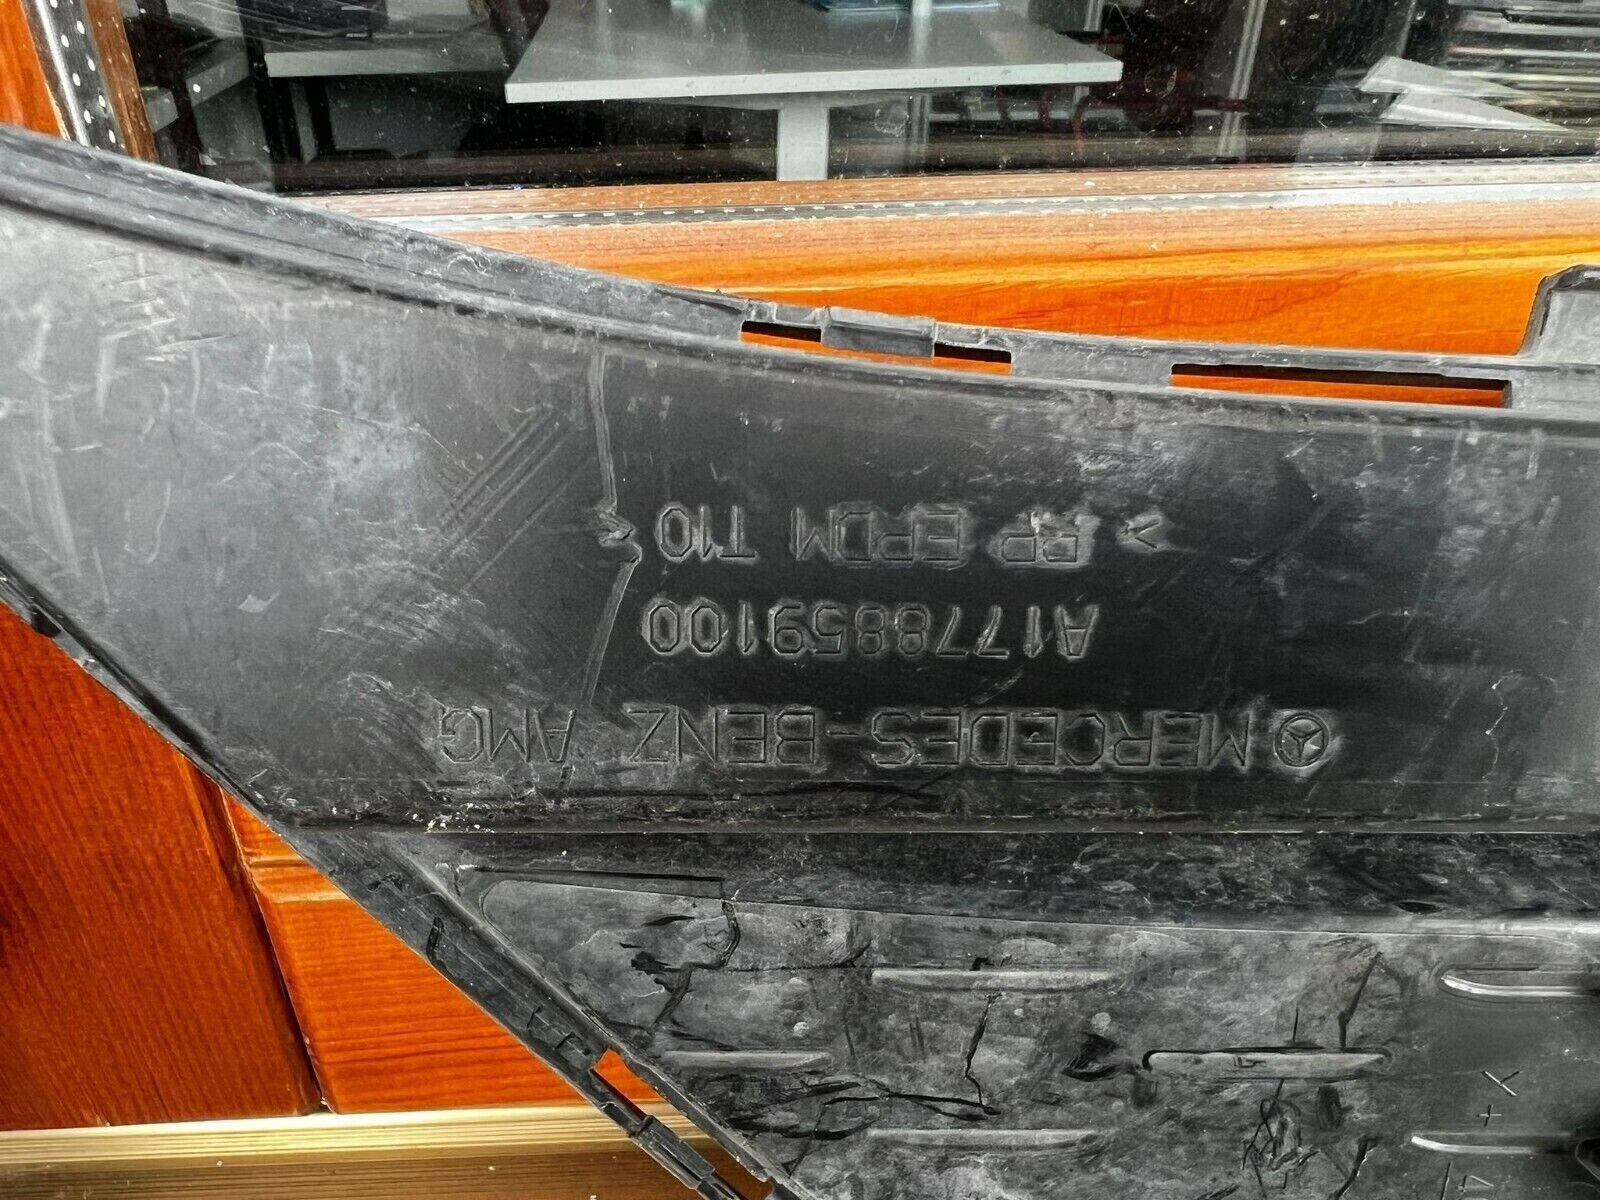 MERCEDES-BENZ AMG
A1778859100
> PP EPDM T10 <